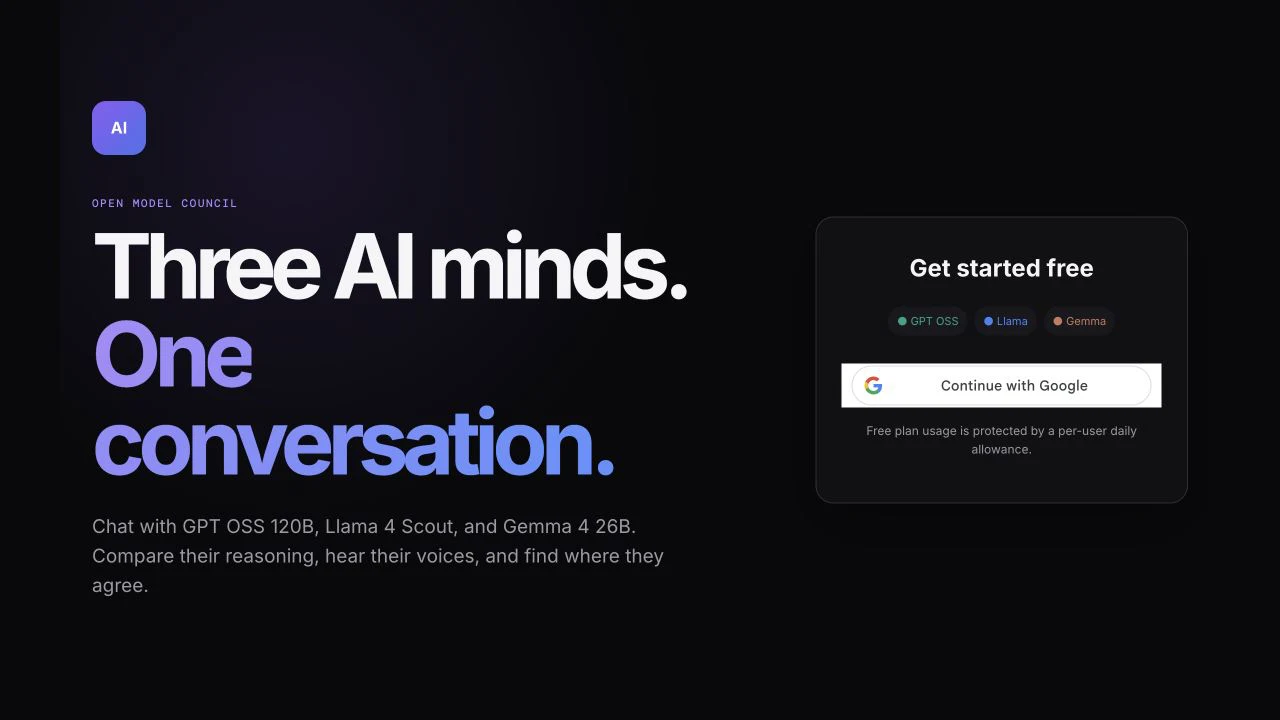 AI
OPEN MODEL COUNCIL
Three AI minds.
One
conversation.
Chat with GPT OSS 120B, Llama 4 Scout, and Gemma 4 26B.
Compare their reasoning, hear their voices, and find where they
agree.
Get started free
GPT OSS Llama Gemma
Continue with Google
Free plan usage is protected by a per-user daily
allowance.